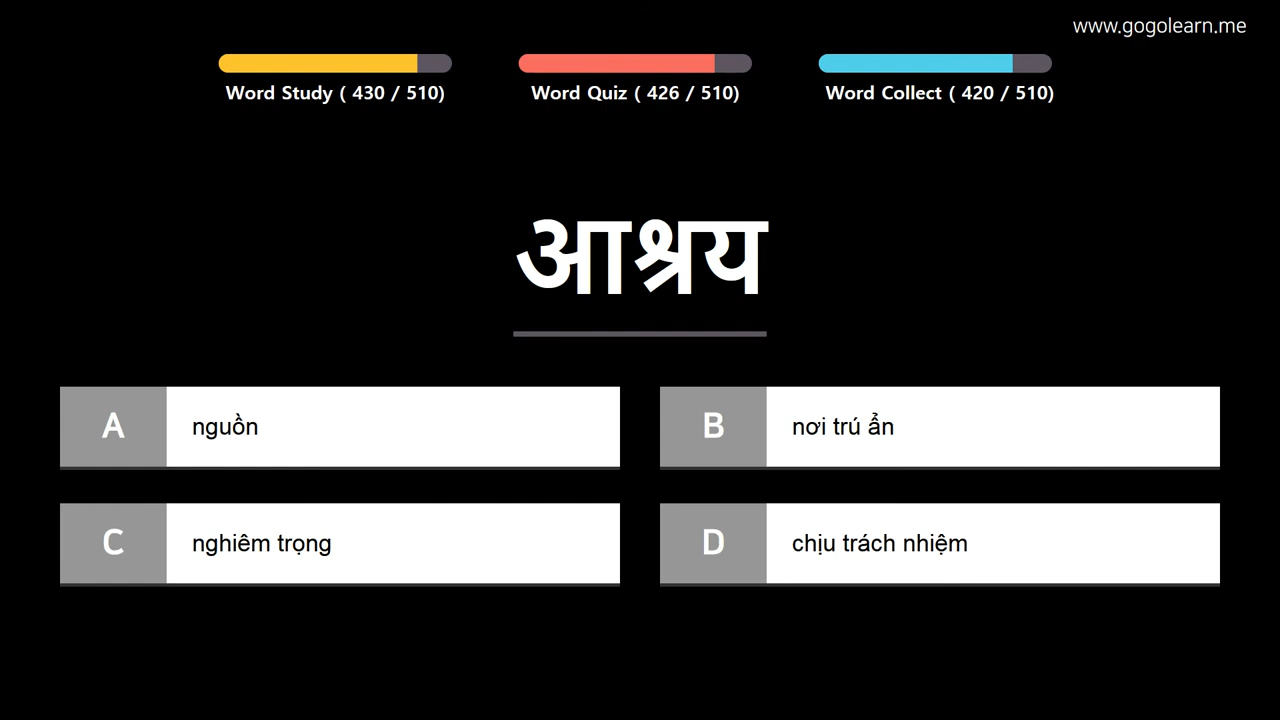 www.gogolearn.me
Word Study ( 430 / 510)
Word Quiz ( 426 / 510)
Word Collect ( 420 / 510)
आश्रय
A nguồn
B nơi trú ẩn
C nghiêm trọng
D chịu trách nhiệm